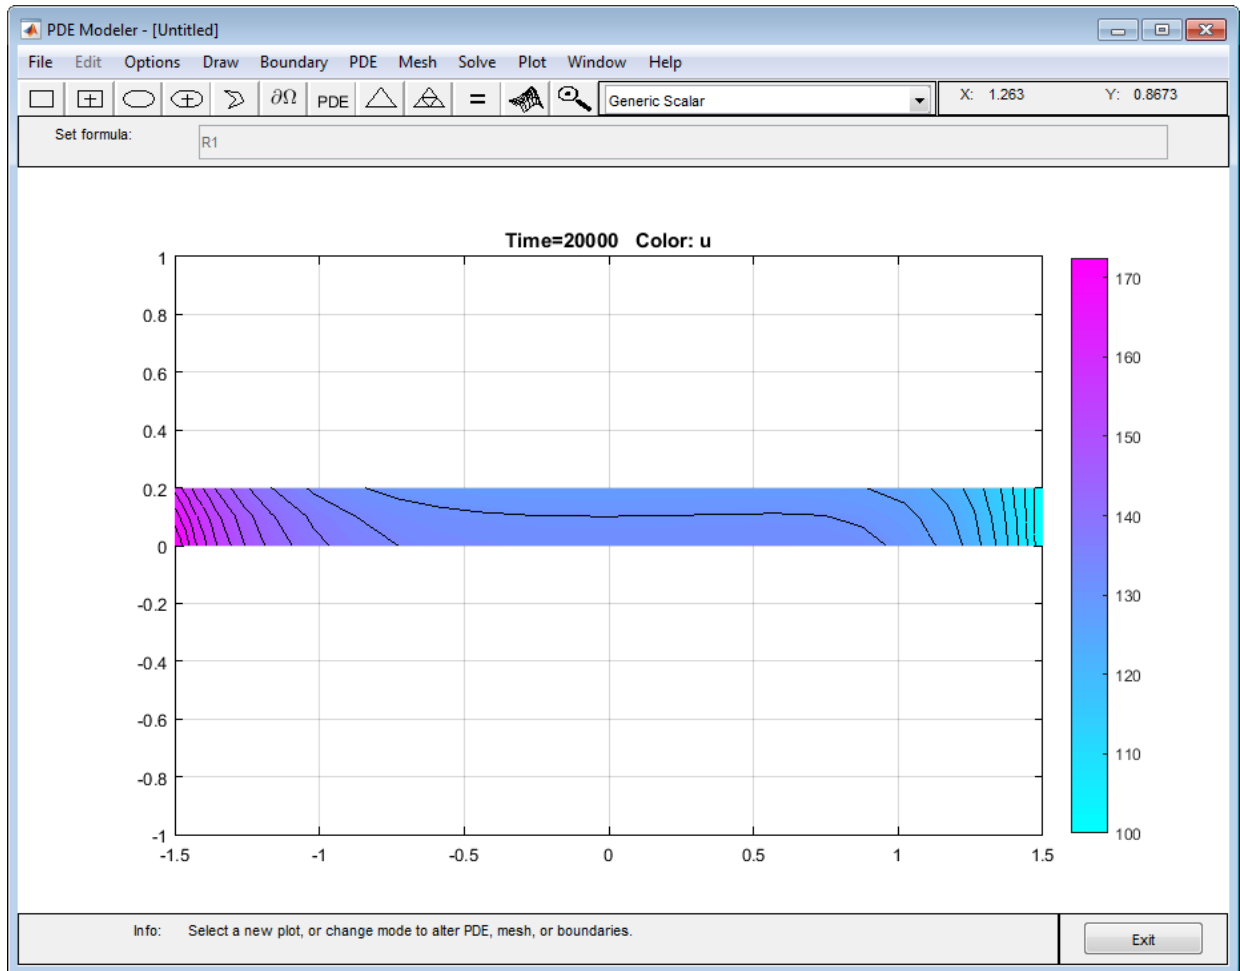 PDE Modeler - [Untitled]
File Edit Options Draw Boundary PDE Mesh Solve Plot Window Help
∂Ω PDE = Generic Scalar X: 1.263 Y: 0.8673
Set formula: R1
Time=20000 Color: u
1
0.8
0.6
0.4
0.2
0
-0.2
-0.4
-0.6
-0.8
-1
-1.5 -1 -0.5 0 0.5 1 1.5
170
160
150
140
130
120
110
100
Info: Select a new plot, or change mode to alter PDE, mesh, or boundaries.
Exit